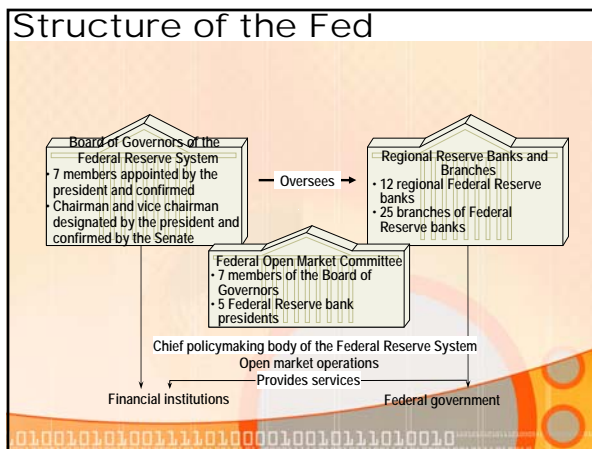 Structure of the Fed
Board of Governors of the
Federal Reserve System
• 7 members appointed by the
president and confirmed
• Chairman and vice chairman
designated by the president and
confirmed by the Senate
Oversees
Regional Reserve Banks and
Branches
• 12 regional Federal Reserve
banks
• 25 branches of Federal
Reserve banks
Federal Open Market Committee
• 7 members of the Board of
Governors
• 5 Federal Reserve bank
presidents
Chief policymaking body of the Federal Reserve System
Open market operations
Provides services
Financial institutions
Federal government